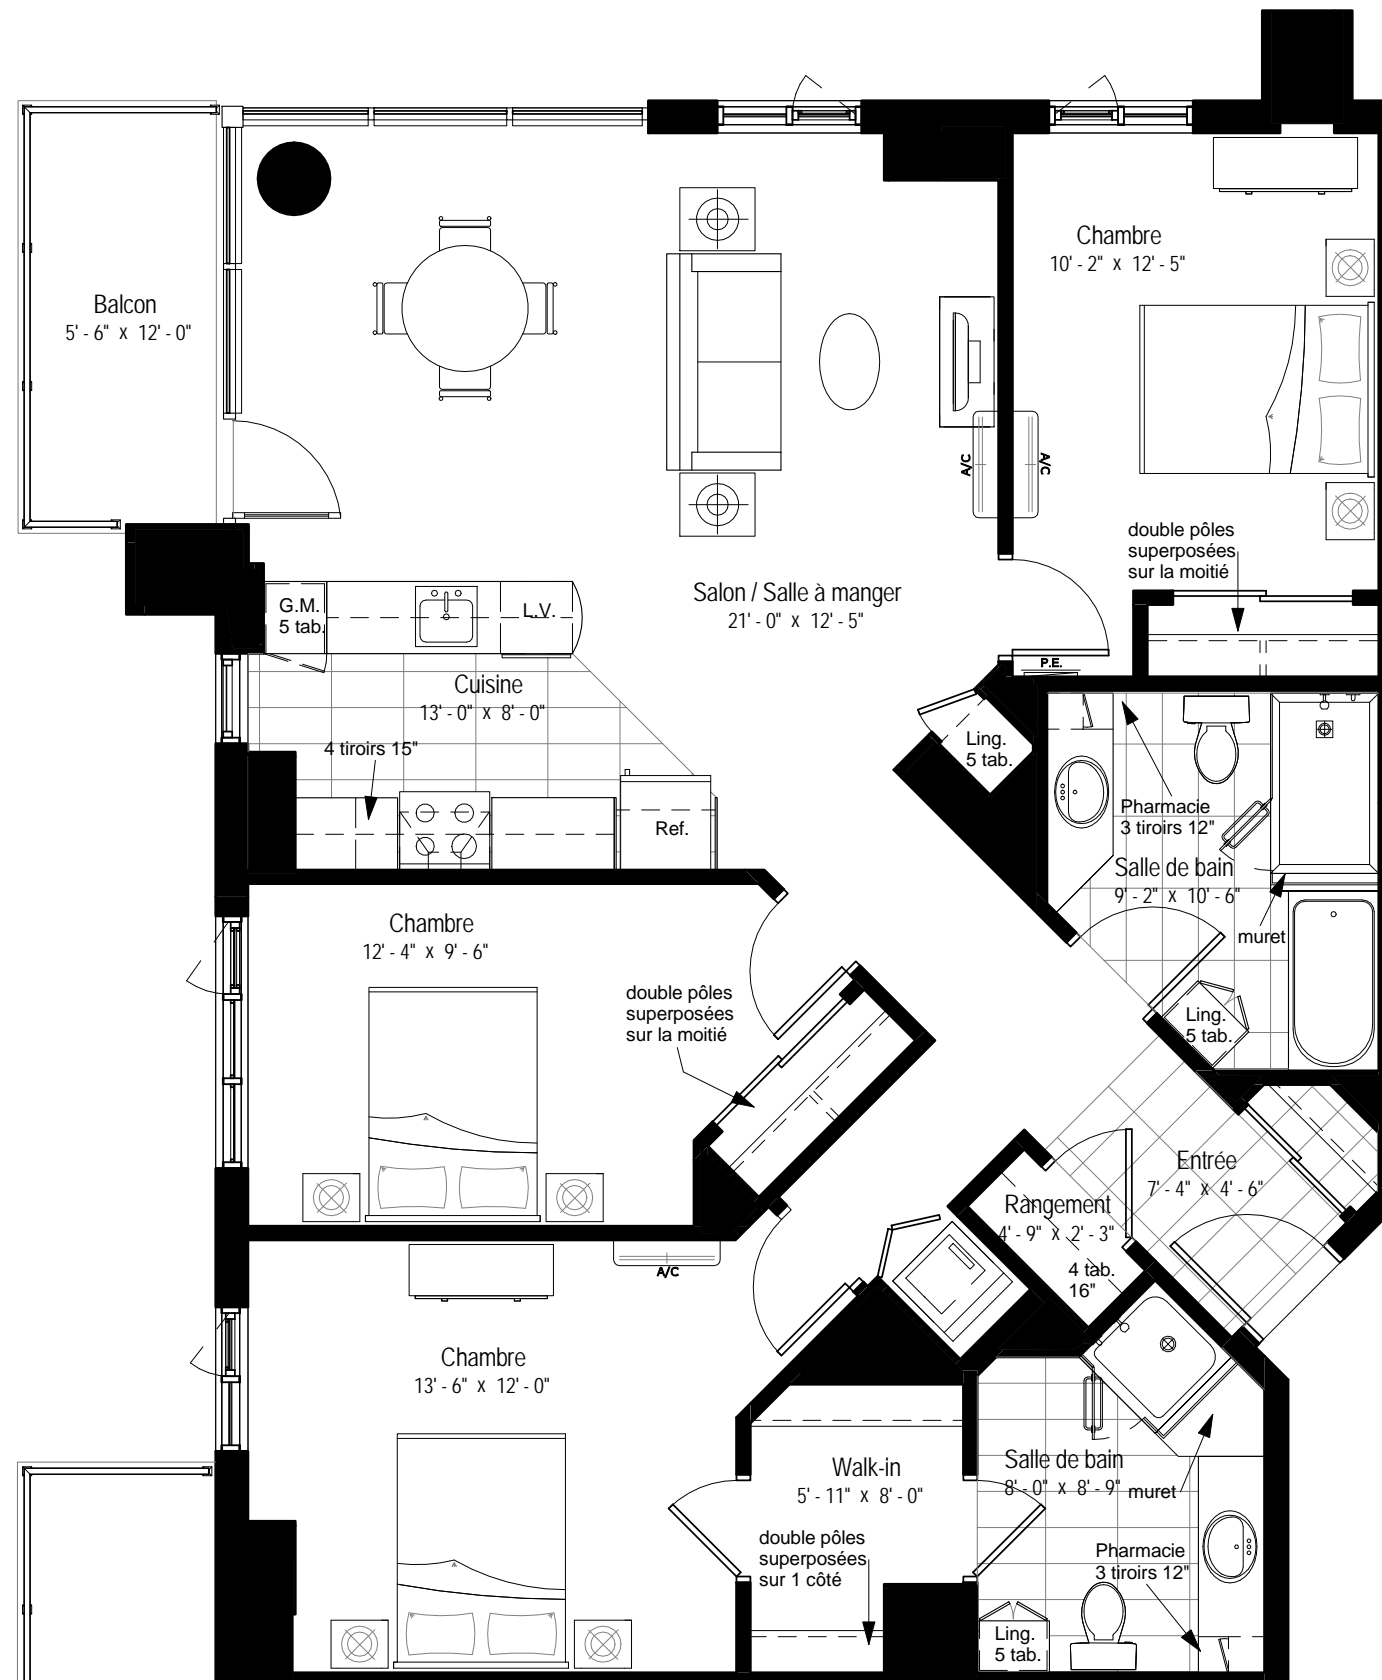 Chambre
10' - 2" x 12' - 5"
Balcon
5' - 6" x 12' - 0"
A/C
A/C
double pôles
superposées
sur la moitié
Salon / Salle à manger
21' - 0" x 12' - 5"
G.M.
5 tab.
L.V.
P.E.
Cuisine
13' - 0" x 8' - 0"
4 tiroirs 15"
Ref.
Ling.
5 tab.
Pharmacie
3 tiroirs 12"
Salle de bain
9' - 2" x 10' - 6"
muret
Chambre
12' - 4" x 9' - 6"
double pôles
superposées
sur la moitié
Ling.
5 tab.
Entrée
7' - 4" x 4' - 6"
Rangement
4' - 9" x 2' - 3"
4 tab.
16"
A/C
Chambre
13' - 6" x 12' - 0"
Walk-in
5' - 11" x 8' - 0"
double pôles
superposées
sur 1 côté
Salle de bain
8' - 0" x 8' - 9"
muret
Pharmacie
3 tiroirs 12"
Ling.
5 tab.